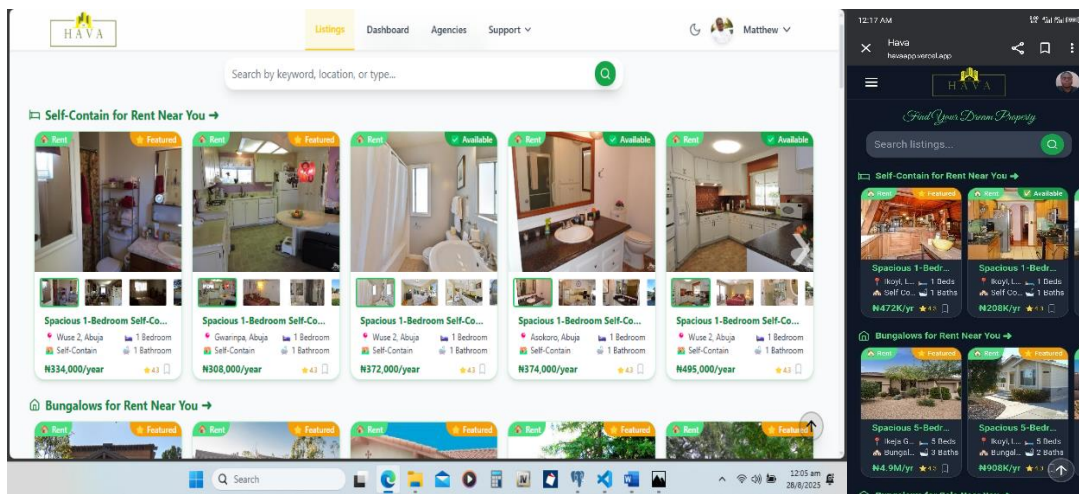 HAVA
Listings Dashboard Agencies Support Matthew
Search by keyword, location, or type...
Self-Contain for Rent Near You →
Rent Featured Rent Featured Rent Available Rent Available Rent Available
Spacious 1-Bedroom Self-Co... Spacious 1-Bedroom Self-Co... Spacious 1-Bedroom Self-Co... Spacious 1-Bedroom Self-Co... Spacious 1-Bedroom Self-Co...
Wuse 2, Abuja 1 Bedroom Gwarinpa, Abuja 1 Bedroom Wuse 2, Abuja 1 Bedroom Asokoro, Abuja 1 Bedroom Wuse 2, Abuja 1 Bedroom
Self-Contain 1 Bathroom Self-Contain 1 Bathroom Self-Contain 1 Bathroom Self-Contain 1 Bathroom Self-Contain 1 Bathroom
₦334,000/year 4.3 ₦308,000/year 4.3 ₦372,000/year 4.3 ₦374,000/year 4.3 ₦495,000/year 4.3
Bungalows for Rent Near You →
Rent Featured Rent Featured Rent Featured Rent Featured Rent Featured
Search
12:05 am
28/8/2025
12:17 AM
Hava
havaapp.vercel.app
HAVA
Find Your Dream Property
Search listings...
Self-Contain for Rent Near You →
Rent Featured Rent Available
Spacious 1-Bedr... Spacious 1-Bedr...
Ikoyi, L... 1 Beds Ikoyi, L... 1 Beds
Self Co... 1 Baths Self Co... 1 Baths
₦472K/yr 4.3 ₦208K/yr 4.3
Bungalows for Rent Near You →
Rent Featured Rent Featured
Spacious 5-Bedr... Spacious 5-Bedr...
Ikeja G... 5 Beds Ikoyi, L... 5 Beds
Bungal... 3 Baths Bungal... 2 Baths
₦4.9M/yr 4.3 ₦908K/yr